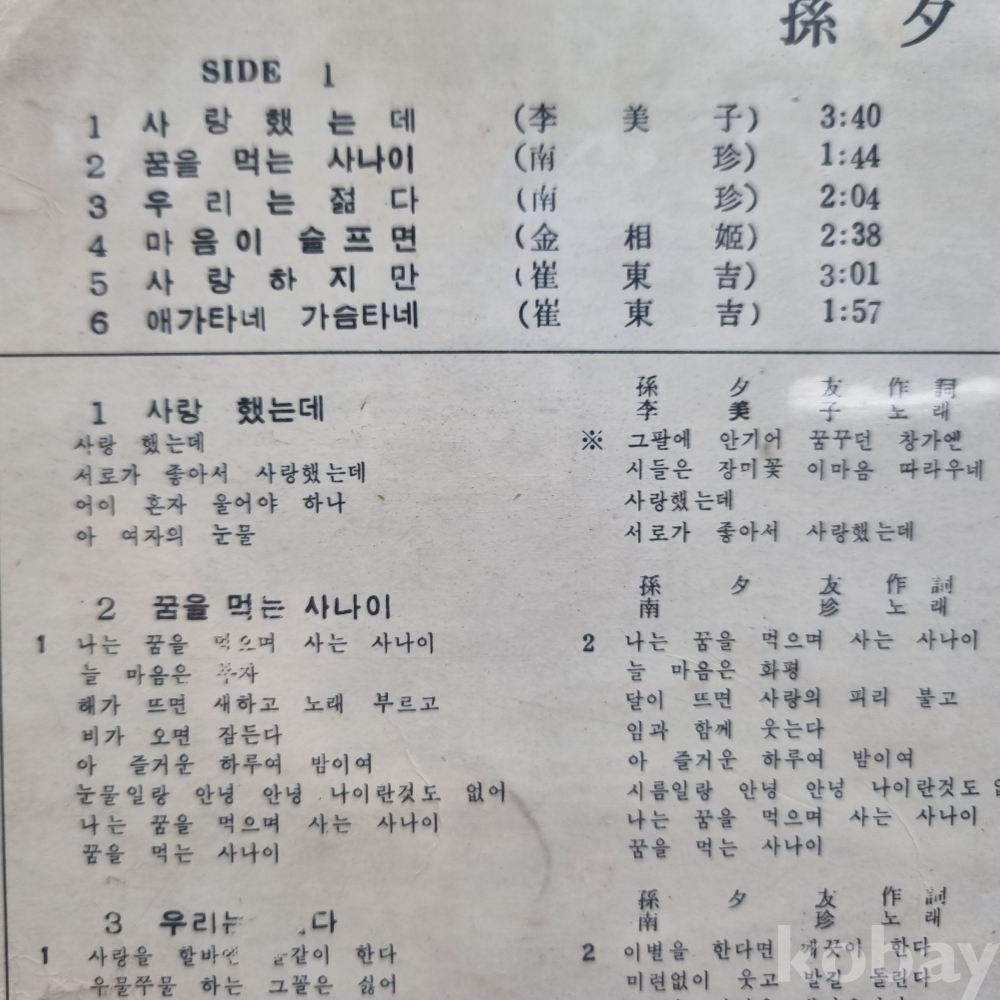 孫 夕
SIDE 1
1 사랑했는데 (李美子) 3:40
2 꿈을 먹는 사나이 (南珍) 1:44
3 우리는 젊다 (南珍) 2:04
4 마음이 슬프면 (金相姬) 2:38
5 사랑하지만 (崔東吉) 3:01
6 애가타네 가슴타네 (崔東吉) 1:57
1 사랑 했는데
孫夕友 作詞
李美子 노래
사랑 했는데
서로가 좋아서 사랑했는데
어이 혼자 울어야 하나
아 여자의 눈물
※ 그팔에 안기어 꿈꾸던 창가엔
시들은 장미꽃 이마음 따라우네
사랑했는데
서로가 좋아서 사랑했는데
2 꿈을 먹는 사나이
孫夕友 作詞
南珍 노래
1 나는 꿈을 먹으며 사는 사나이
늘 마음은
해가 뜨면 새하고 노래 부르고
비가 오면 잠든다
아 즐거운 하루여 밤이여
눈물일랑 안녕 안녕 나이란것도 없어
나는 꿈을 먹으며 사는 사나이
꿈을 먹는 사나이
2 나는 꿈을 먹으며 사는 사나이
늘 마음은 화평
달이 뜨면 사랑의 피리 불고
임과 함께 웃는다
아 즐거운 하루여 밤이여
시름일랑 안녕 안녕 나이란것도
나는 꿈을 먹으며 사는 사나이
꿈을 먹는 사나이
3 우리는
孫夕友 作詞
南珍 노래
1 사랑을 할바엔 한다
우물쭈물 하는 그꼴은 싫어
2 이별을 한다면 깨끗이 한다
미련없이 웃고 발길 돌린다
kobay